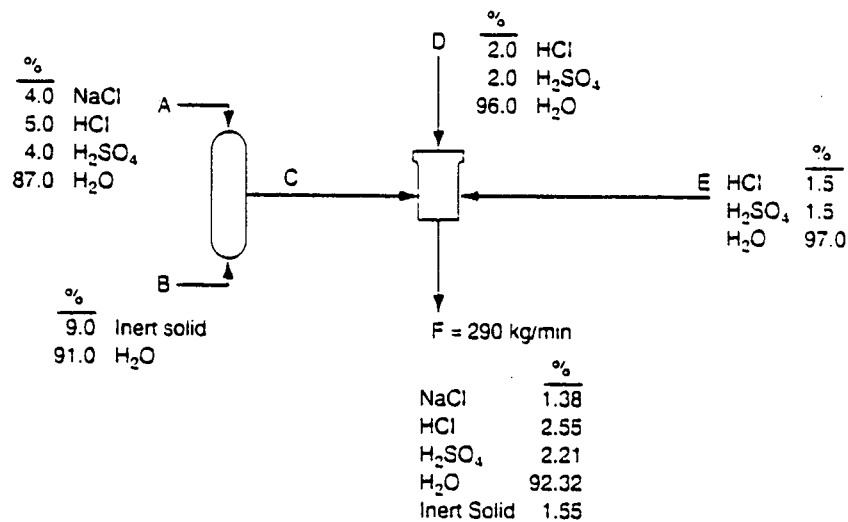 %
4.0 NaCl
5.0 HCl
4.0 H₂SO₄
87.0 H₂O
A
D
%
2.0 HCl
2.0 H₂SO₄
96.0 H₂O
C
E
%
HCl 1.5
H₂SO₄ 1.5
H₂O 97.0
B
%
9.0 Inert solid
91.0 H₂O
F = 290 kg/min
%
NaCl 1.38
HCl 2.55
H₂SO₄ 2.21
H₂O 92.32
Inert Solid 1.55